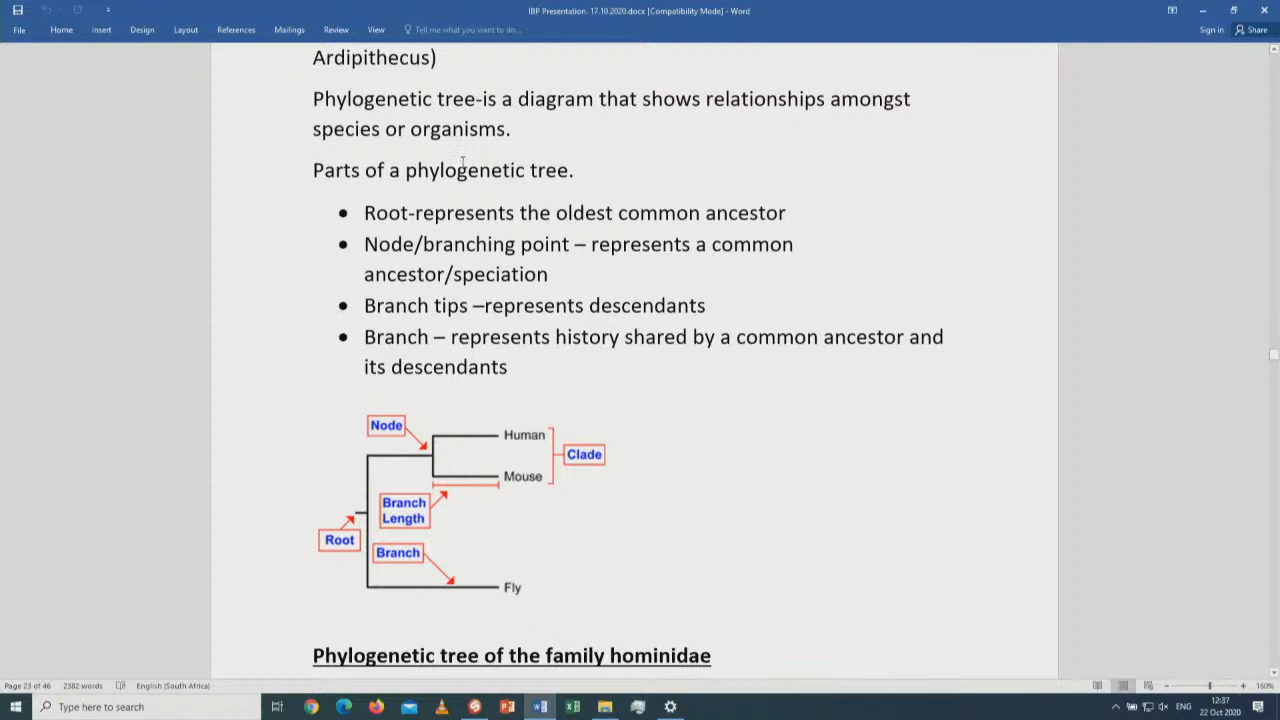 IBP Presentation. 17.10.2020.docx [Compatibility Mode] - Word
File Home Insert Design Layout References Mailings Review View Tell me what you want to do... Sign in Share
Ardipithecus)
Phylogenetic tree-is a diagram that shows relationships amongst
species or organisms.
Parts of a phylogenetic tree.
• Root-represents the oldest common ancestor
• Node/branching point – represents a common
ancestor/speciation
• Branch tips –represents descendants
• Branch – represents history shared by a common ancestor and
its descendants
Node
Human
Clade
Mouse
Branch
Length
Root
Branch
Fly
Phylogenetic tree of the family hominidae
Page 23 of 46 2382 words English (South Africa) 160%
Type here to search
ENG
12:37
22 Oct 2020